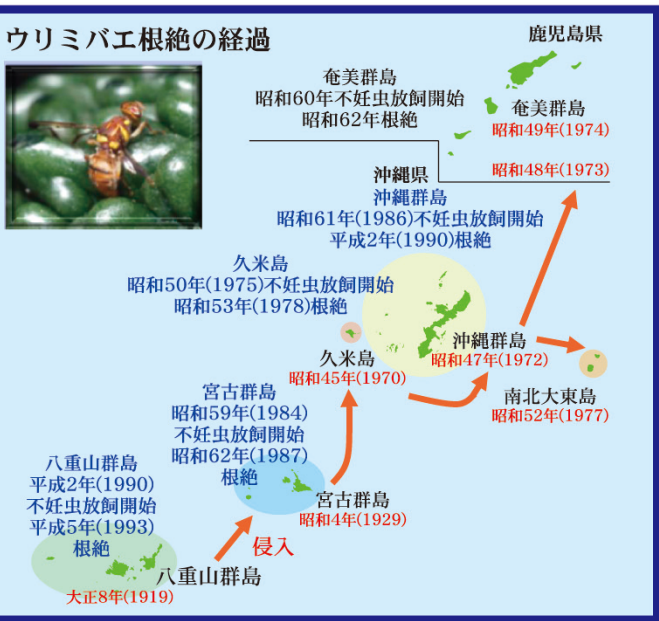 ウリミバエ根絶の経過
鹿児島県
奄美群島
昭和60年不妊虫放飼開始
昭和62年根絶
奄美群島
昭和49年(1974)
昭和48年(1973)
沖縄県
沖縄群島
昭和61年(1986)不妊虫放飼開始
平成2年(1990)根絶
久米島
昭和50年(1975)不妊虫放飼開始
昭和53年(1978)根絶
沖縄群島
昭和47年(1972)
久米島
昭和45年(1970)
南北大東島
昭和52年(1977)
宮古群島
昭和59年(1984)
不妊虫放飼開始
昭和62年(1987)
根絶
宮古群島
昭和4年(1929)
八重山群島
平成2年(1990)
不妊虫放飼開始
平成5年(1993)
根絶
侵入
八重山群島
大正8年(1919)